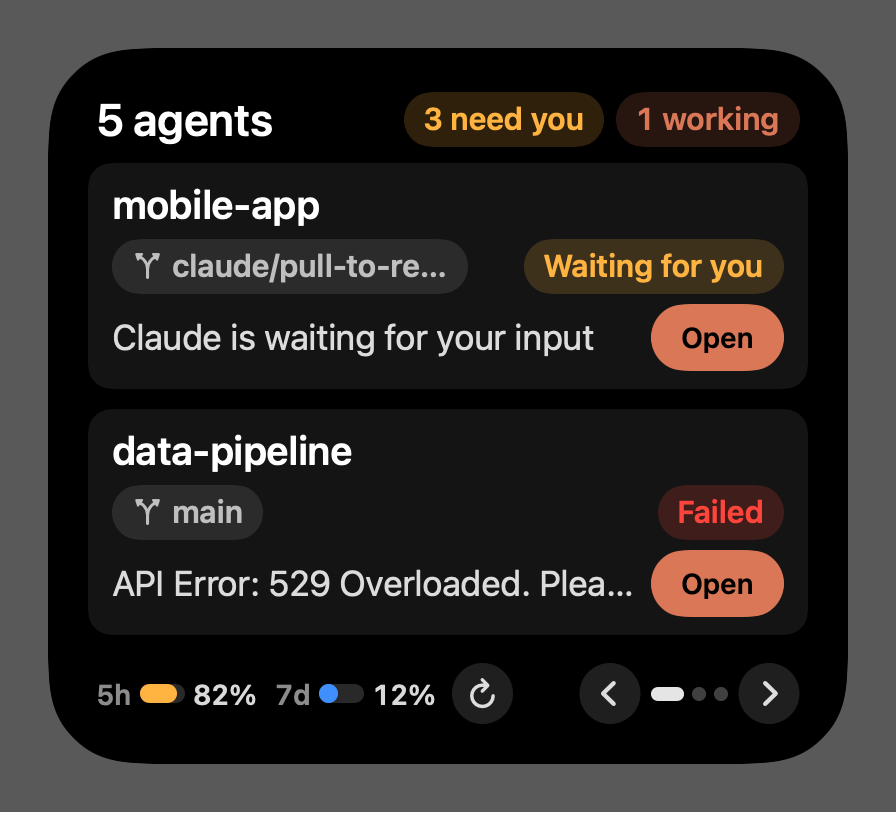 5 agents 3 need you 1 working
mobile-app
claude/pull-to-re... Waiting for you
Claude is waiting for your input Open
data-pipeline
main Failed
API Error: 529 Overloaded. Plea... Open
5h 82% 7d 12%